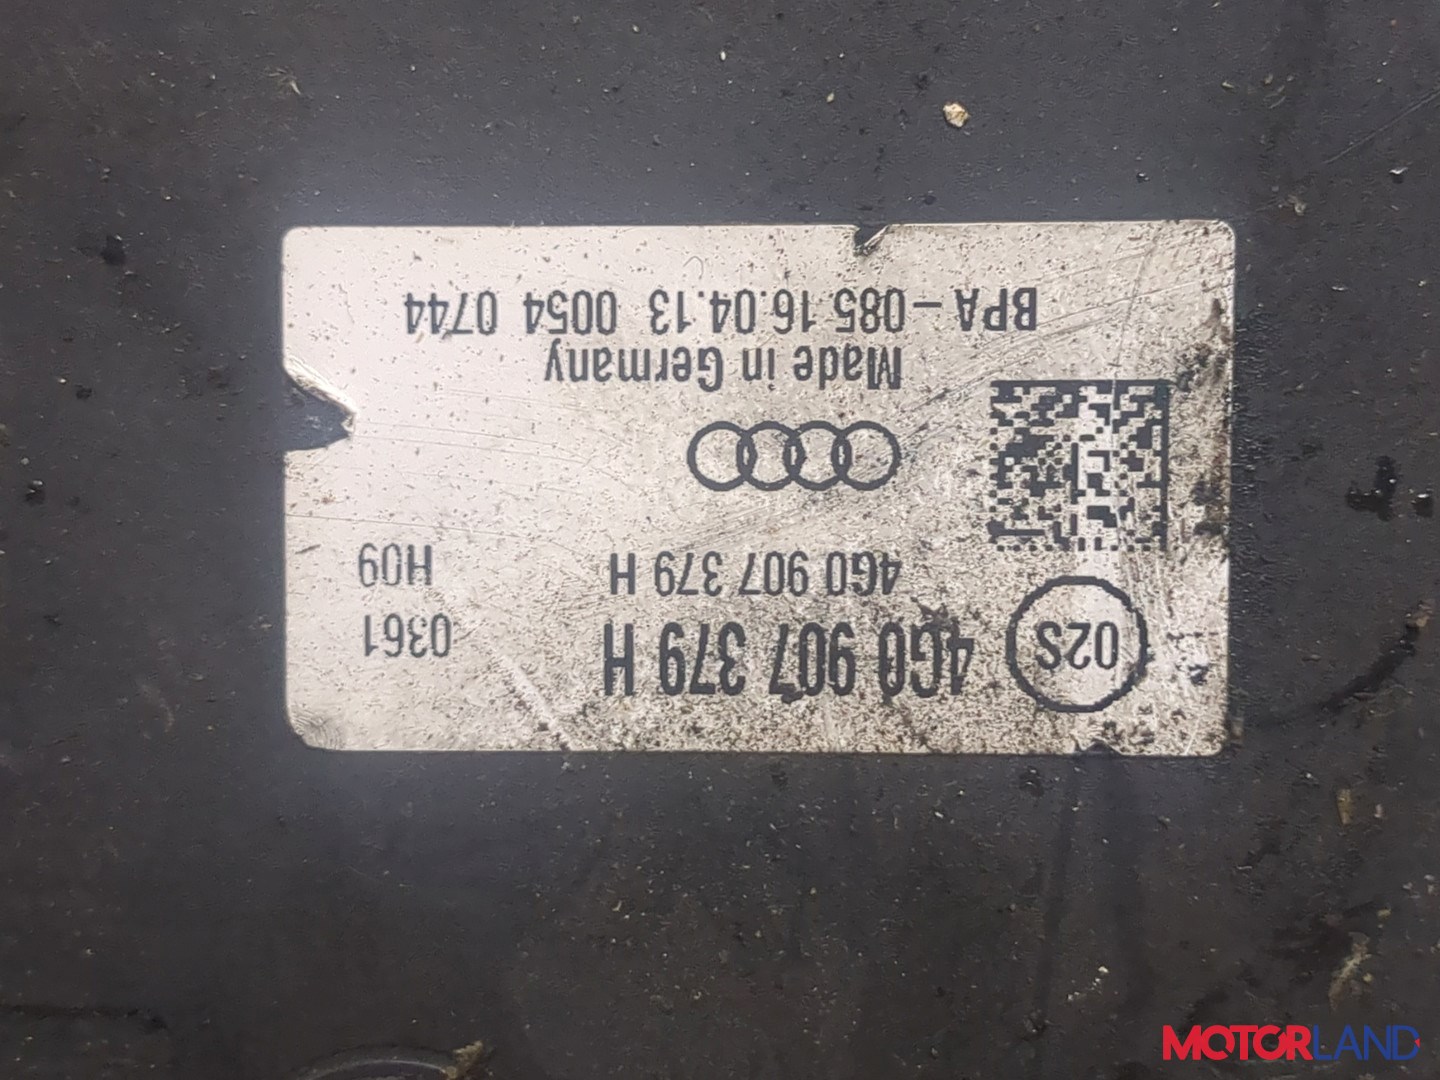 02S 4G0 907 379 H 0361
4G0 907 379 H H09
Made in Germany
BPA - 085 16.04.13 0054 0744
MOTORLAND